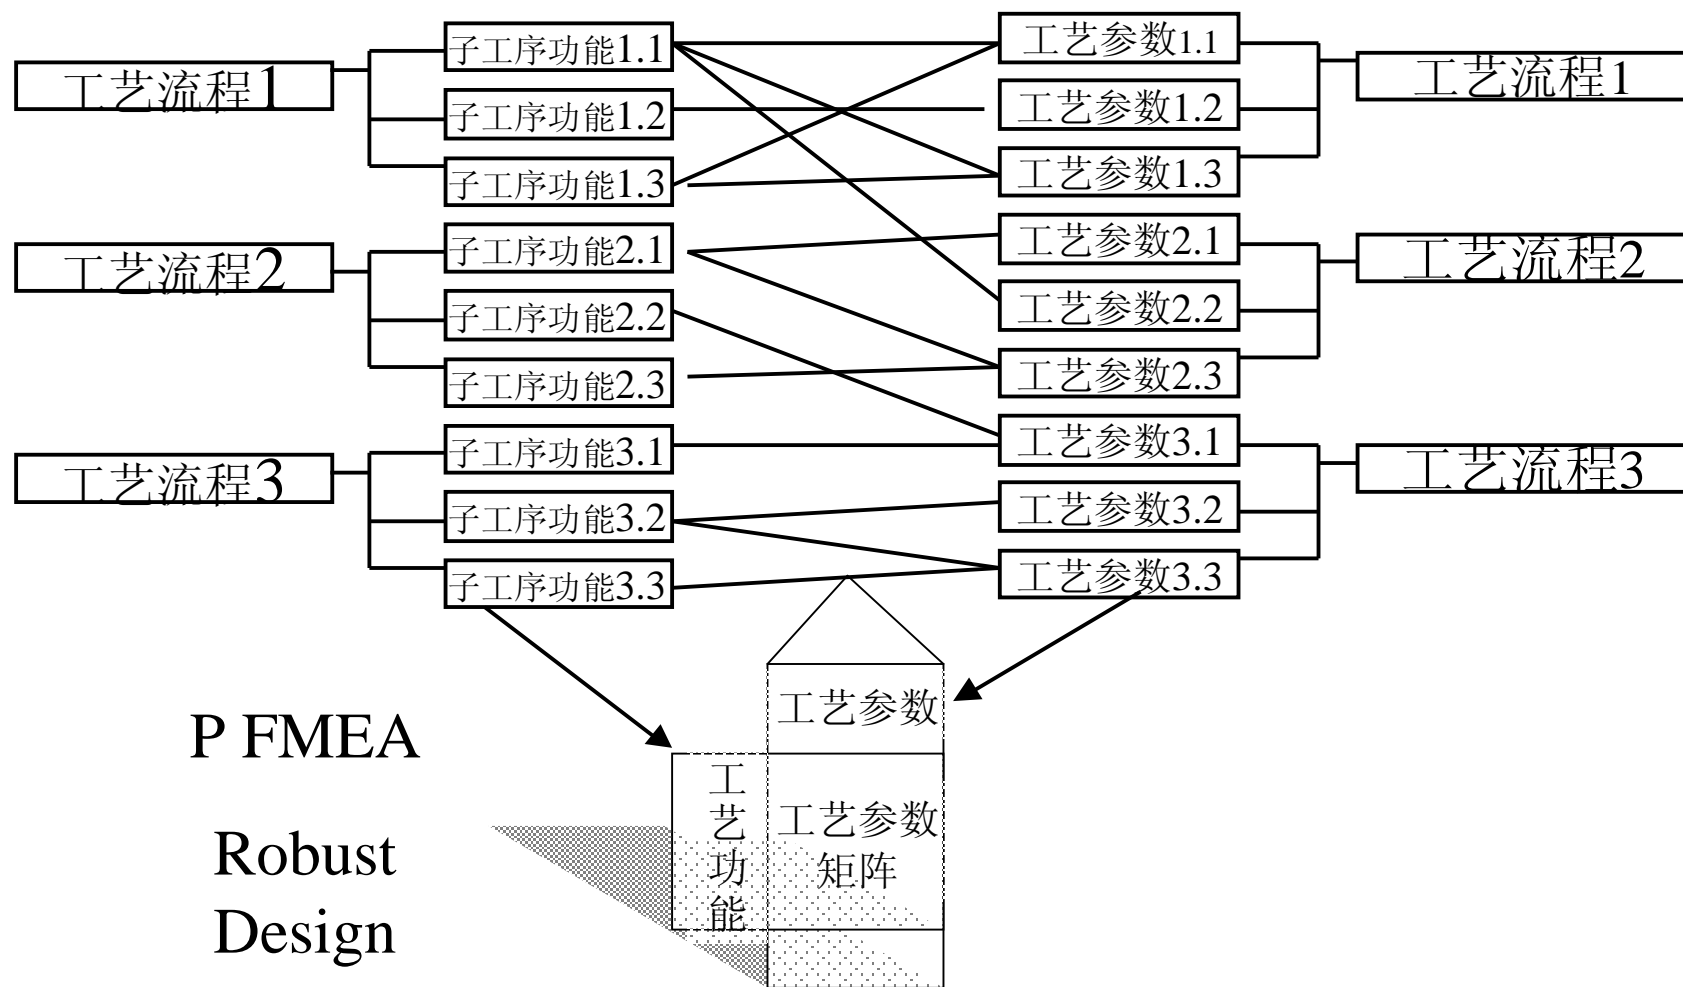 工艺流程1
子工序功能1.1
子工序功能1.2
子工序功能1.3
工艺流程2
子工序功能2.1
子工序功能2.2
子工序功能2.3
工艺流程3
子工序功能3.1
子工序功能3.2
子工序功能3.3
工艺参数1.1
工艺参数1.2
工艺参数1.3
工艺流程1
工艺参数2.1
工艺参数2.2
工艺参数2.3
工艺流程2
工艺参数3.1
工艺参数3.2
工艺参数3.3
工艺流程3
P FMEA
Robust
Design
工艺参数
工
艺
功
能
工艺参数
矩阵